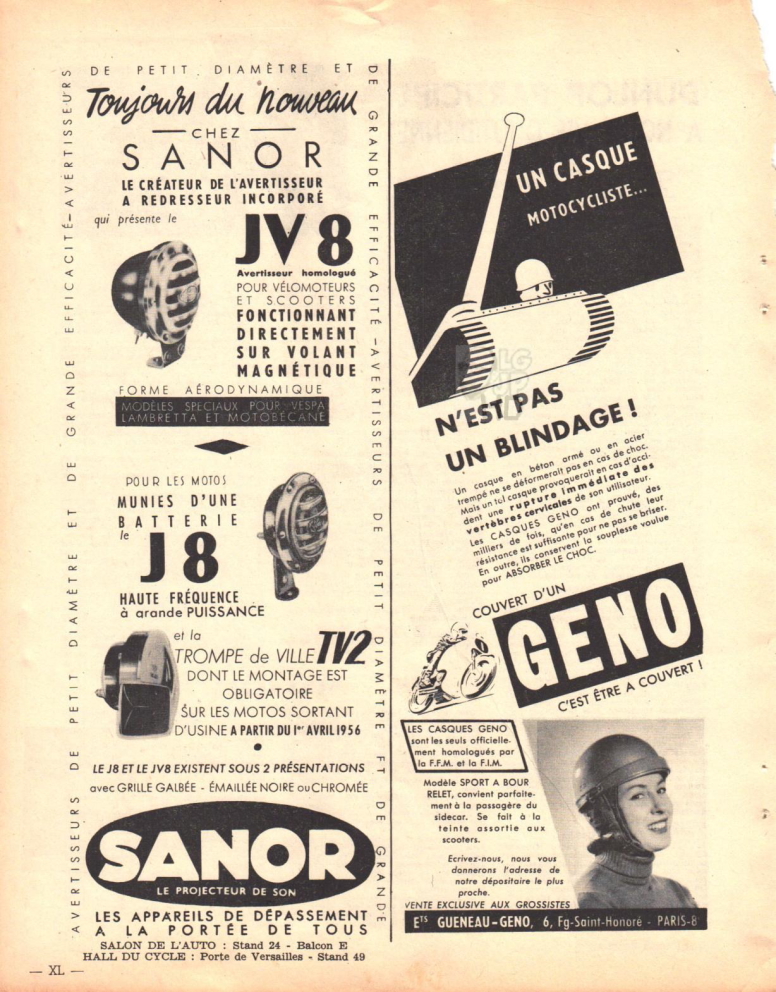 DE PETIT DIAMÈTRE ET
DE GRANDE EFFICACITÉ - AVERTISSEURS DE PETIT DIAMÈTRE ET DE GRANDE
AVERTISSEURS DE PETIT DIAMÈTRE ET DE GRANDE EFFICACITÉ - AVERTISSEURS
Toujours du nouveau
CHEZ
SANOR
LE CRÉATEUR DE L'AVERTISSEUR
A REDRESSEUR INCORPORÉ
qui présente le
JV8
Avertisseur homologué
POUR VÉLOMOTEURS
ET SCOOTERS
FONCTIONNANT
DIRECTEMENT
SUR VOLANT
MAGNÉTIQUE
FORME AÉRODYNAMIQUE
MODÈLES SPÉCIAUX POUR VESPA
LAMBRETTA ET MOTOBÉCANE
POUR LES MOTOS
MUNIES D'UNE
BATTERIE
le
J8
HAUTE FRÉQUENCE
à grande PUISSANCE
et la
TROMPE de VILLE TV2
DONT LE MONTAGE EST
OBLIGATOIRE
SUR LES MOTOS SORTANT
D'USINE A PARTIR DU 1er AVRIL 1956
LE J8 ET LE JV8 EXISTENT SOUS 2 PRÉSENTATIONS
avec GRILLE GALBÉE - ÉMAILLÉE NOIRE ou CHROMÉE
SANOR
LE PROJECTEUR DE SON
LES APPAREILS DE DÉPASSEMENT
A LA PORTÉE DE TOUS
SALON DE L'AUTO : Stand 24 - Balcon E
HALL DU CYCLE : Porte de Versailles - Stand 49
— XL —
UN CASQUE
MOTOCYCLISTE...
N'EST PAS
UN BLINDAGE !
Un casque en béton armé ou en acier
trempé ne se déformerait pas en cas de choc.
Mais un tel casque provoquerait en cas d'acci-
dent une rupture immédiate des
vertèbres cervicales de son utilisateur.
Les CASQUES GENO ont prouvé, des
milliers de fois, qu'en cas de chute leur
résistance est suffisante pour ne pas se briser.
En outre, ils conservent la souplesse voulue
pour ABSORBER LE CHOC.
COUVERT D'UN
GENO
C'EST ÊTRE A COUVERT !
LES CASQUES GENO
sont les seuls officielle-
ment homologués par
la F.F.M. et la F.I.M.
Modèle SPORT A BOUR
RELET, convient parfaite-
ment à la passagère du
sidecar. Se fait à la
teinte assortie aux
scooters.
Ecrivez-nous, nous vous
donnerons l'adresse de
notre dépositaire le plus
proche.
VENTE EXCLUSIVE AUX GROSSISTES
Ets GUENEAU-GENO, 6, Fg-Saint-Honoré - PARIS-8e